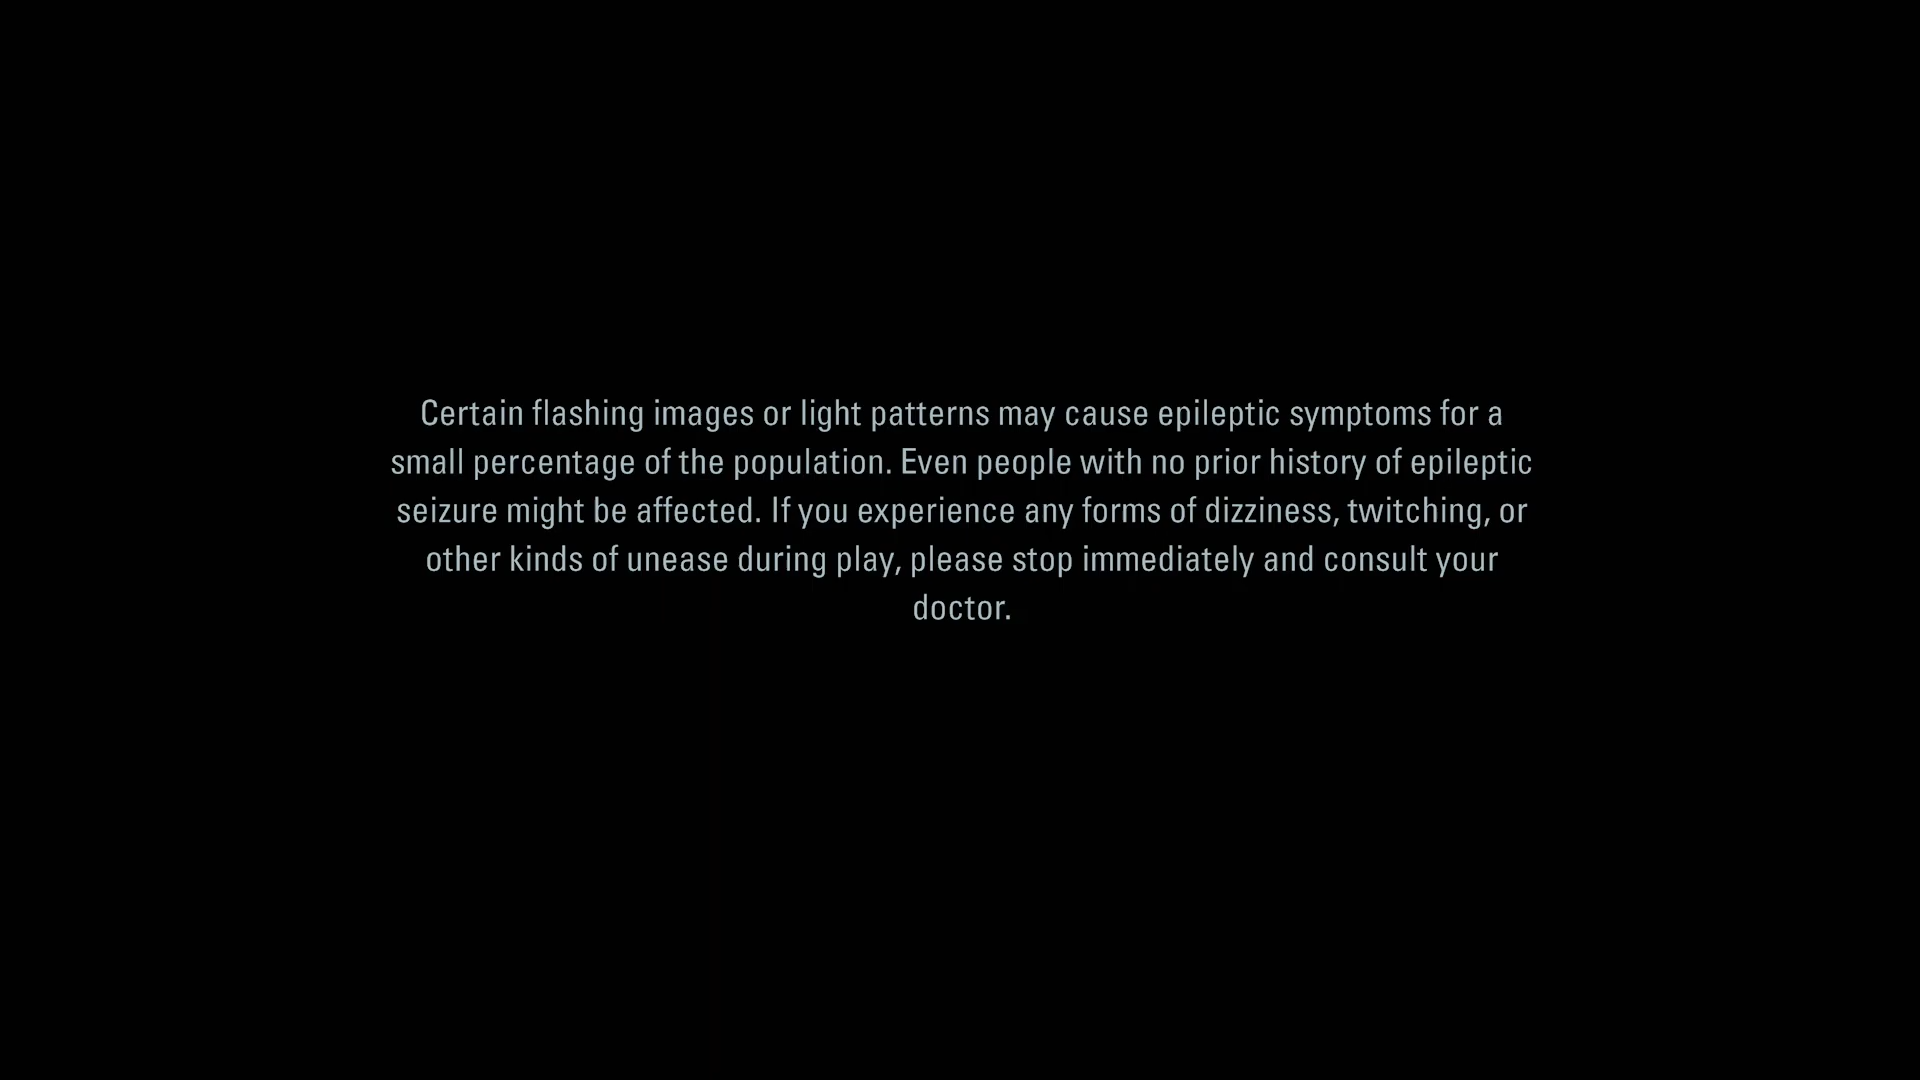 Certain flashing images or light patterns may cause epileptic symptoms for a
small percentage of the population. Even people with no prior history of epileptic
seizure might be affected. If you experience any forms of dizziness, twitching, or
other kinds of unease during play, please stop immediately and consult your
doctor.